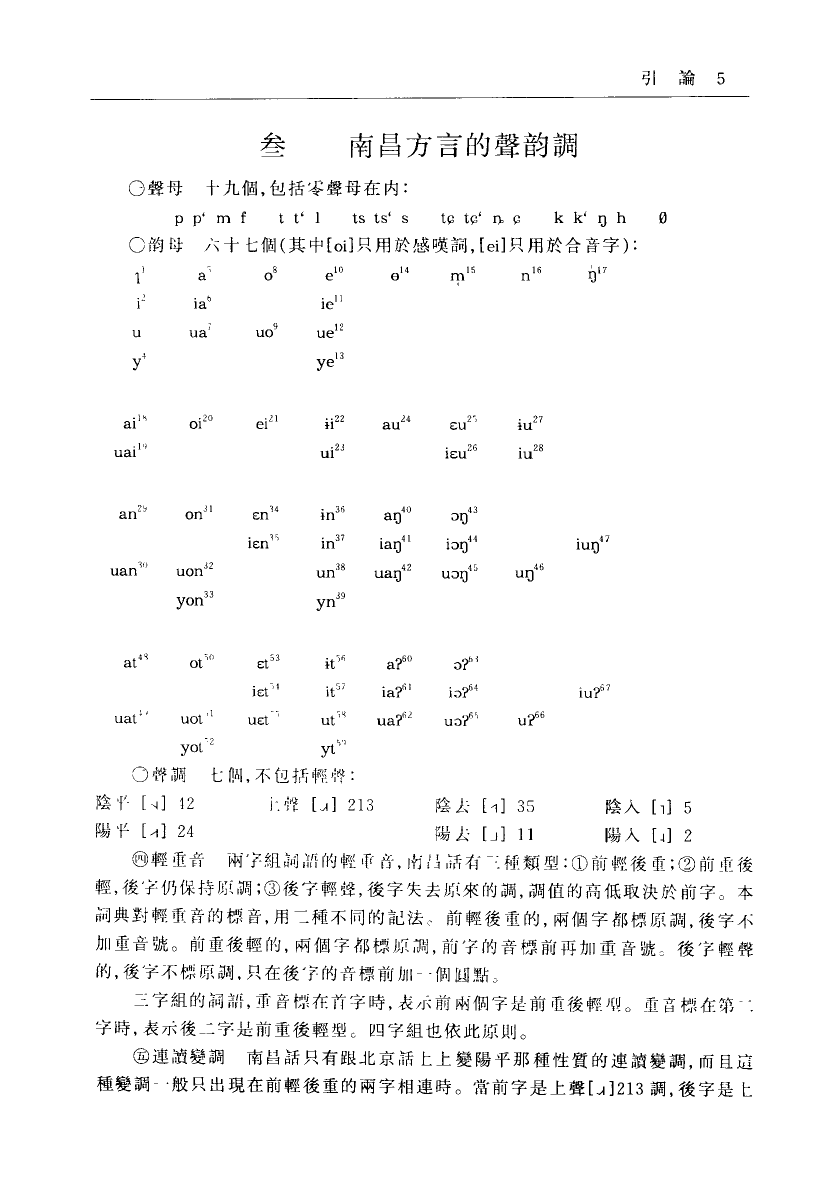 引 論 5
叁 南昌方言的聲韵調
㊀聲母 十九個,包括零聲母在内:
p pʻ m f t tʻ l ts tsʻ s tɕ tɕʻ ȵ ɕ k kʻ ŋ h ø
㊁韵母 六十七個(其中[oi]只用於感嘆詞,[ei]只用於合音字):
ɿ¹ a⁵ o⁸ e¹⁰ ɵ¹⁴ m̩¹⁵ n¹⁶ ŋ̍¹⁷
i² ia⁶ ie¹¹
u ua⁷ uo⁹ ue¹²
y⁴ ye¹³
ai¹⁸ oi²⁰ ei²¹ ɨi²² au²⁴ ɛu²⁵ ɨu²⁷
uai¹⁹ ui²³ iɛu²⁶ iu²⁸
an²⁹ on³¹ ɛn³⁴ ɨn³⁶ aŋ⁴⁰ ɔŋ⁴³
iɛn³⁵ in³⁷ iaŋ⁴¹ iɔŋ⁴⁴ iuŋ⁴⁷
uan³⁰ uon³² un³⁸ uaŋ⁴² uɔŋ⁴⁵ uŋ⁴⁶
yon³³ yn³⁹
at⁴⁸ ot⁵⁰ ɛt⁵³ ɨt⁵⁶ aʔ⁶⁰ ɔʔ⁶³
iɛt⁵⁴ it⁵⁷ iaʔ⁶¹ iɔʔ⁶⁴ iuʔ⁶⁷
uat⁴⁹ uot⁵¹ uɛt⁵⁵ ut⁵⁸ uaʔ⁶² uɔʔ⁶⁵ uʔ⁶⁶
yot⁵² yt⁵⁹
㊂聲調 七個,不包括輕聲:
陰平 [˦˨] 42 上聲 [˨˩˧] 213 陰去 [˧˥] 35 陰入 [˥] 5
陽平 [˨˦] 24 陽去 [˩] 11 陽入 [˨] 2
㊃輕重音 兩字組詞語的輕重音,南昌話有三種類型:①前輕後重;②前重後
輕,後字仍保持原調;③後字輕聲,後字失去原來的調,調值的高低取決於前字。本
詞典對輕重音的標音,用三種不同的記法。前輕後重的,兩個字都標原調,後字不
加重音號。前重後輕的,兩個字都標原調,前字的音標前再加重音號。後字輕聲
的,後字不標原調,只在後字的音標前加一個圓點。
三字組的詞語,重音標在首字時,表示前兩個字是前重後輕型。重音標在第二
字時,表示後二字是前重後輕型。四字組也依此原則。
㊄連讀變調 南昌話只有跟北京話上上變陽平那種性質的連讀變調,而且這
種變調一般只出現在前輕後重的兩字相連時。當前字是上聲[˨˩˧]213調,後字是上